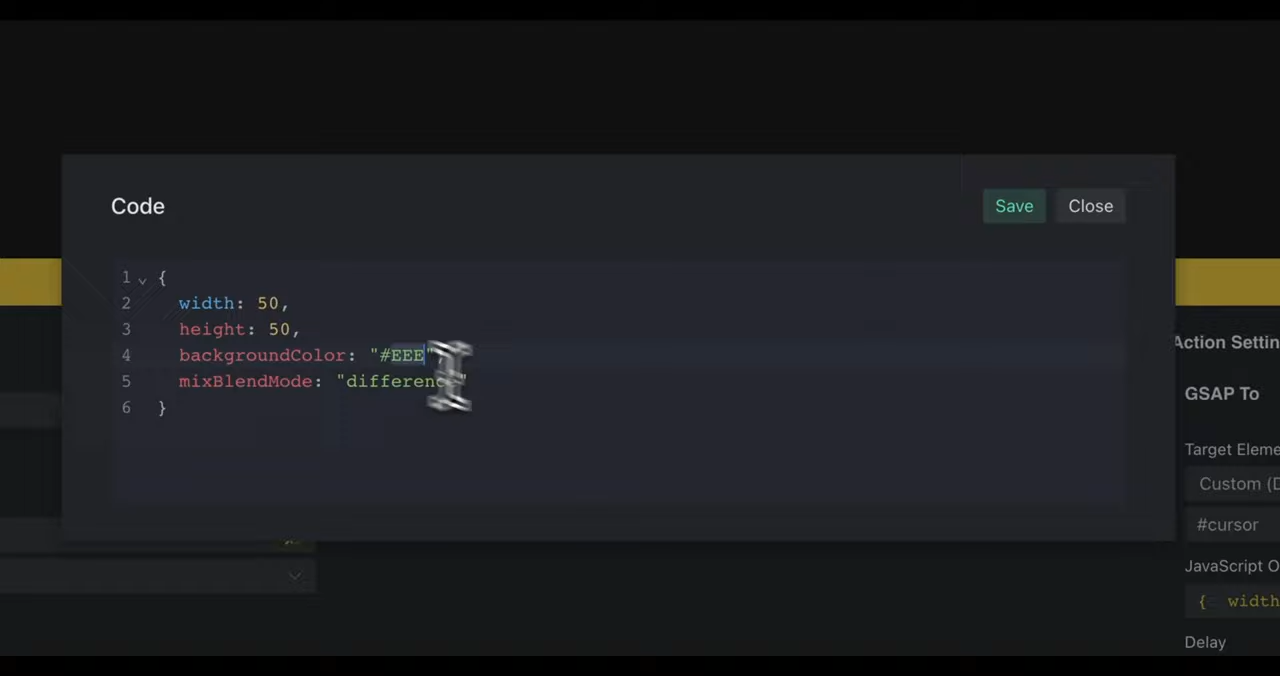 Code
Save
Close
1 {
2 width: 50,
3 height: 50,
4 backgroundColor: "#EEE"
5 mixBlendMode: "difference"
6 }
Action Settin
GSAP To
Target Eleme
Custom (D
#cursor
JavaScript O
{ width
Delay